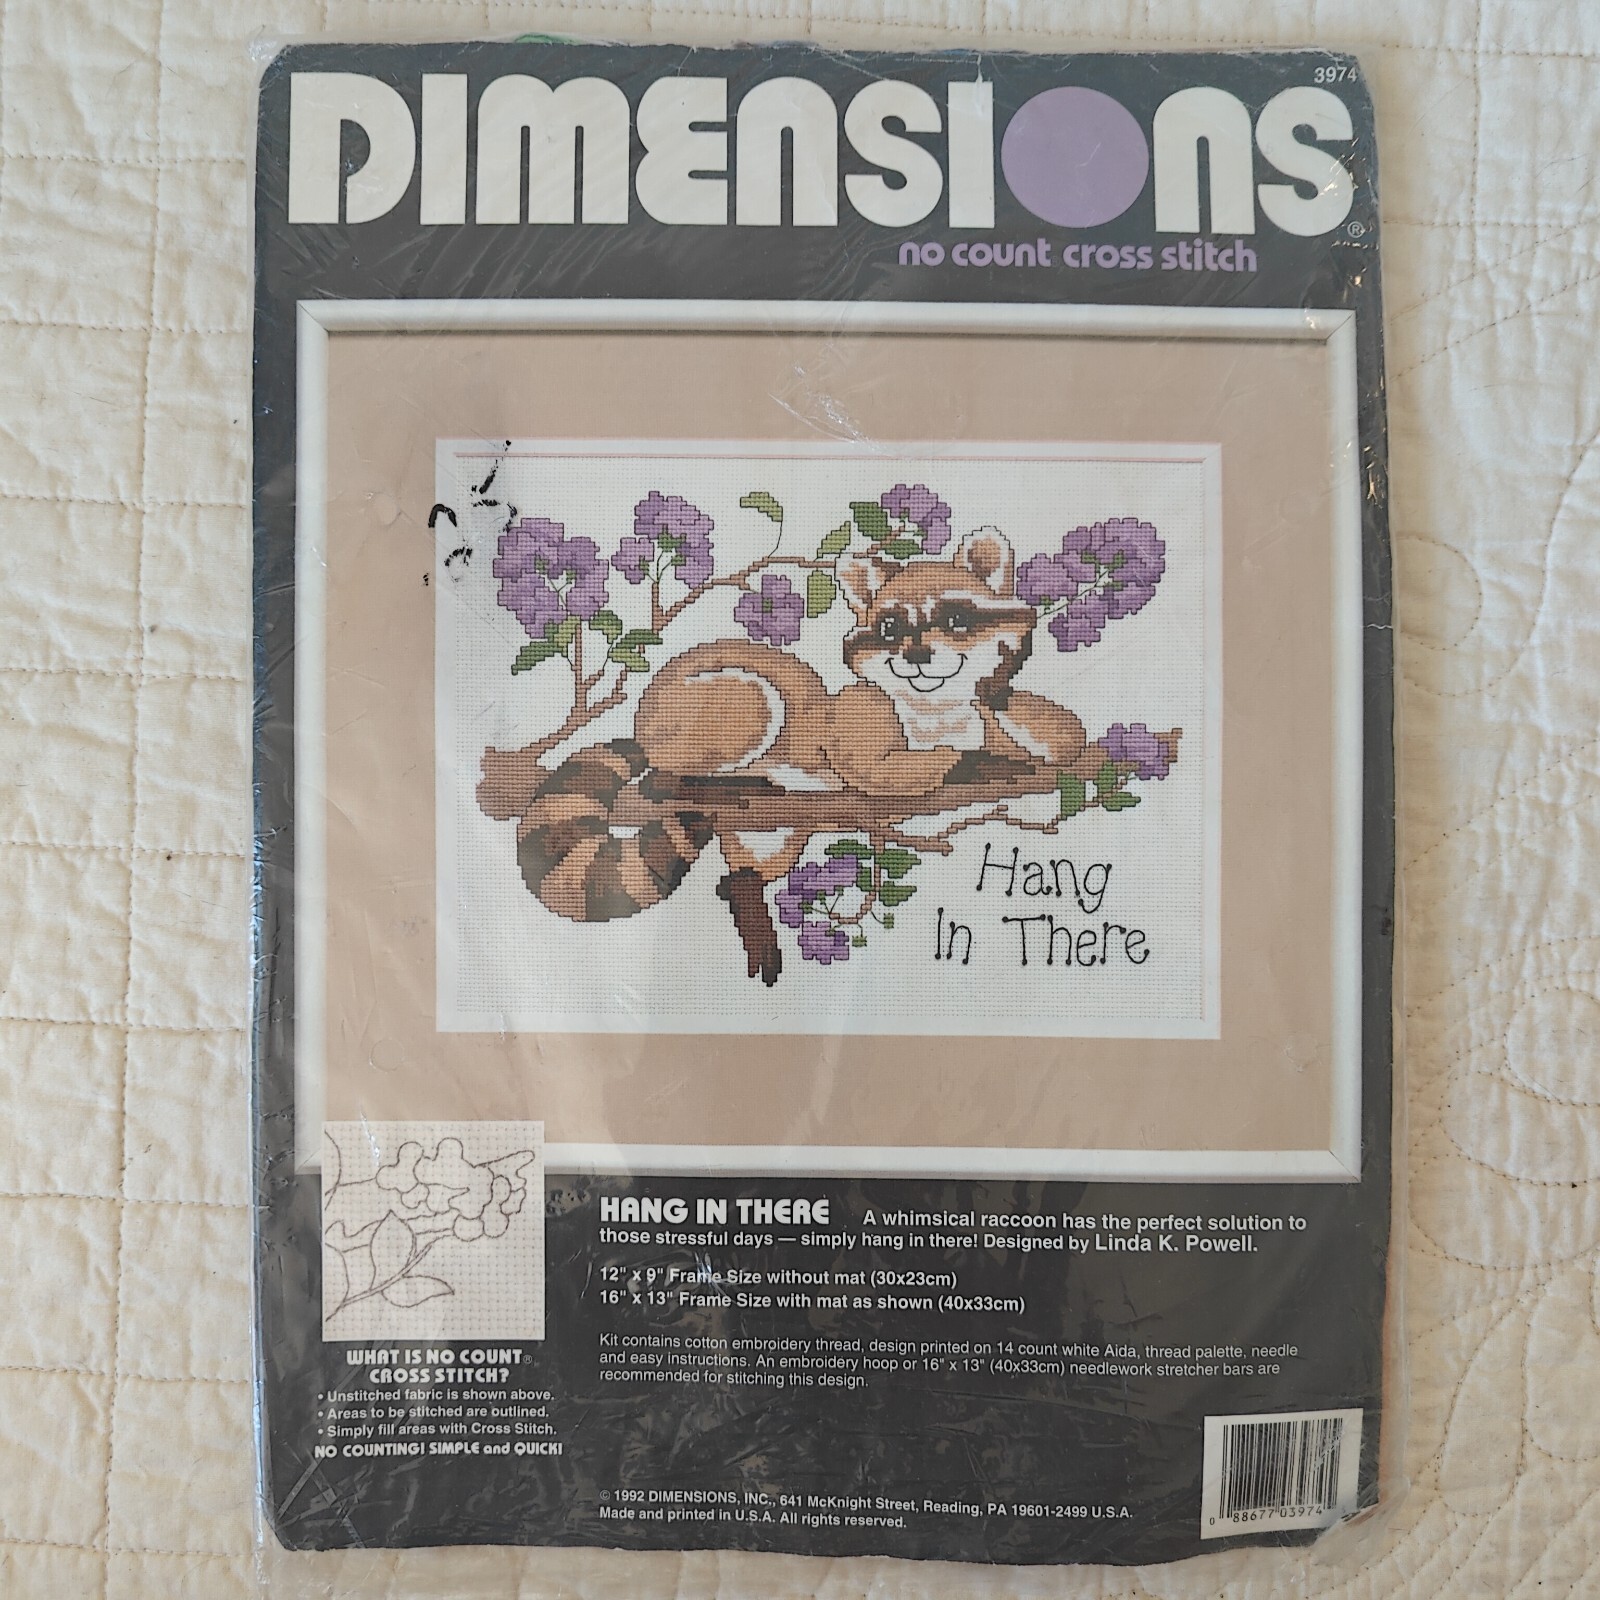 3974
DIMENSIONS®
no count cross stitch
Hang
In There
HANG IN THERE A whimsical raccoon has the perfect solution to
those stressful days — simply hang in there! Designed by Linda K. Powell.
12" x 9" Frame Size without mat (30x23cm)
16" x 13" Frame Size with mat as shown (40x33cm)
Kit contains cotton embroidery thread, design printed on 14 count white Aida, thread palette, needle
and easy instructions. An embroidery hoop or 16" x 13" (40x33cm) needlework stretcher bars are
recommended for stitching this design.
WHAT IS NO COUNT®
CROSS STITCH?
• Unstitched fabric is shown above.
• Areas to be stitched are outlined.
• Simply fill areas with Cross Stitch.
NO COUNTING! SIMPLE and QUICK!
© 1992 DIMENSIONS, INC., 641 McKnight Street, Reading, PA 19601-2499 U.S.A.
Made and printed in U.S.A. All rights reserved.
0 88677 03974